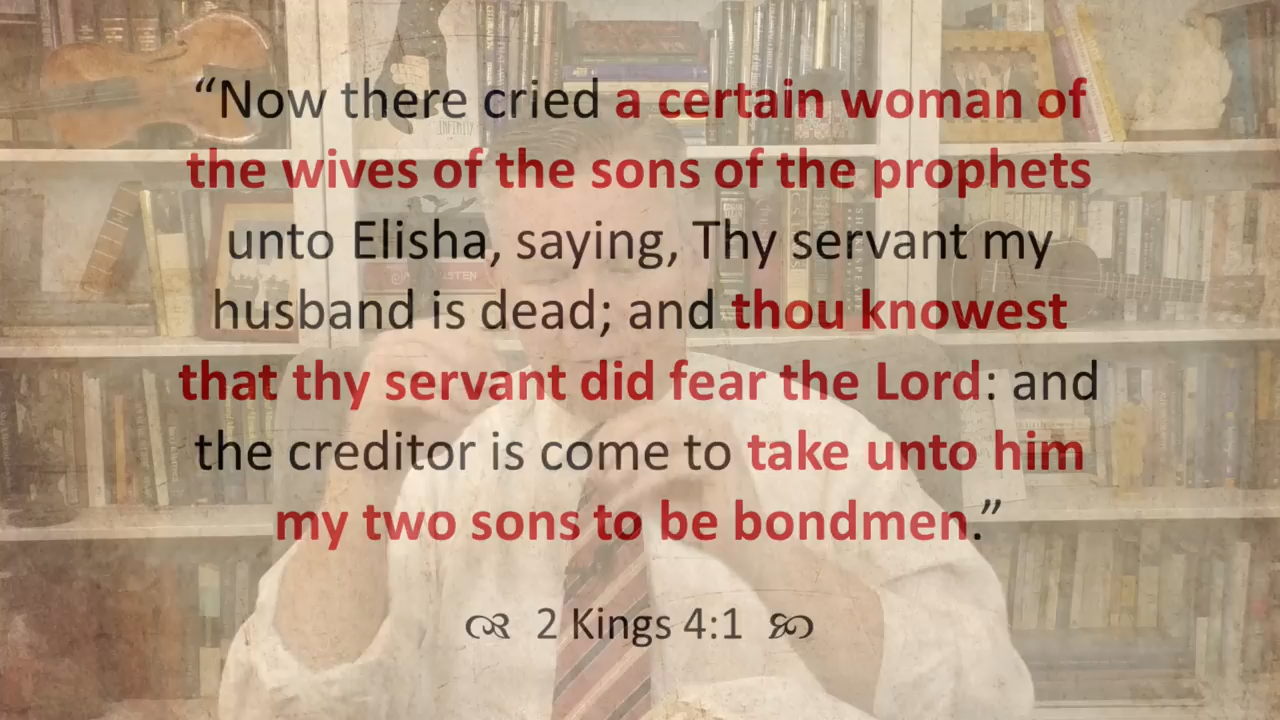 “Now there cried a certain woman of
the wives of the sons of the prophets
unto Elisha, saying, Thy servant my
husband is dead; and thou knowest
that thy servant did fear the Lord: and
the creditor is come to take unto him
my two sons to be bondmen.”
2 Kings 4:1
INFINITY